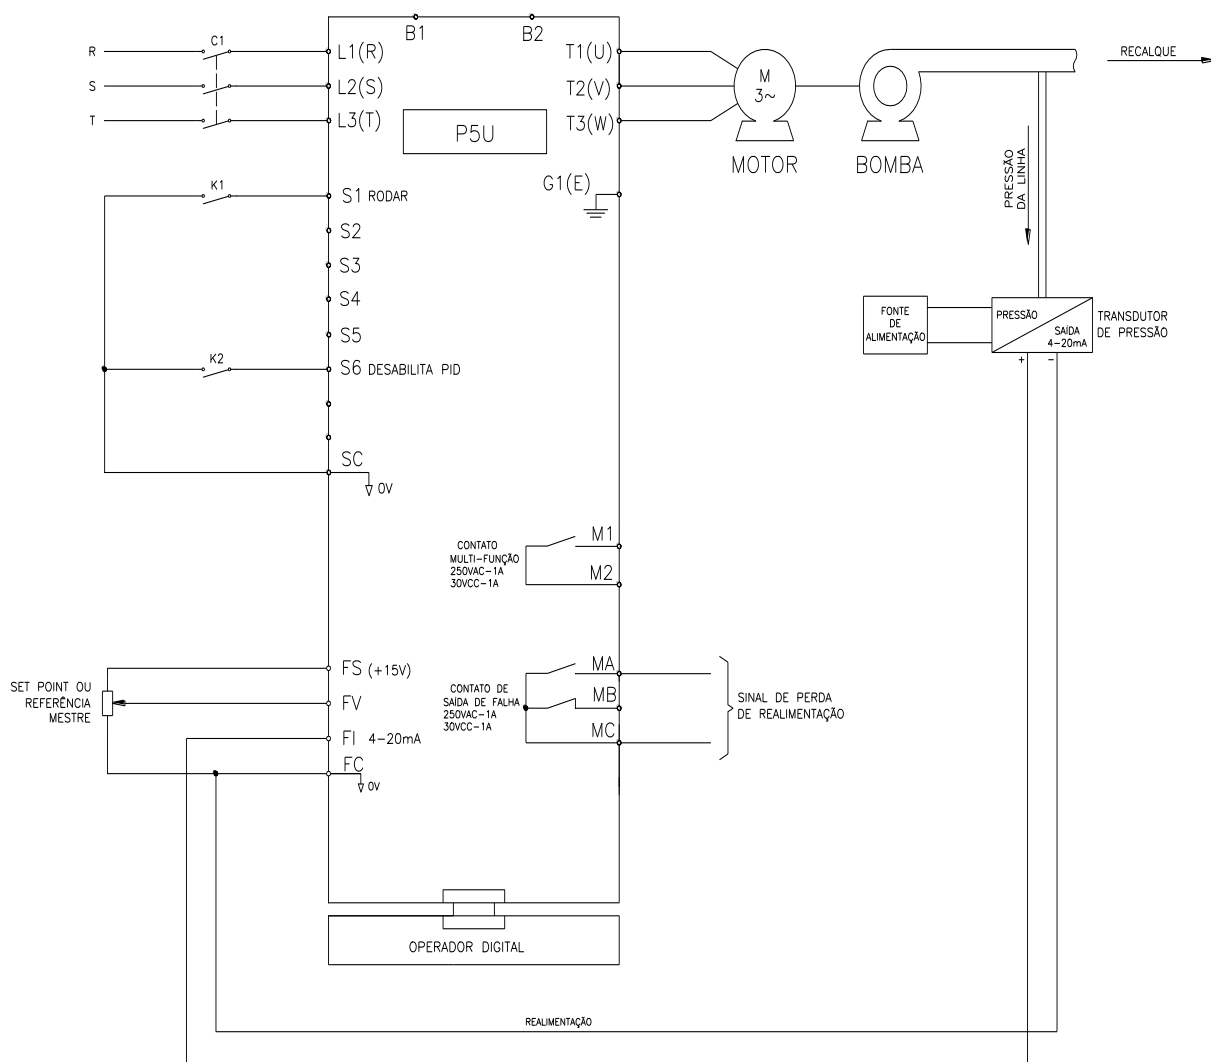 B1
B2
R
C1
L1(R)
T1(U)
RECALQUE
S
L2(S)
T2(V)
M
3~
T
L3(T)
P5U
T3(W)
MOTOR
BOMBA
PRESSÃO
DA LINHA
K1
S1 RODAR
G1(E)
S2
S3
S4
S5
FONTE
DE
ALIMENTAÇÃO
PRESSÃO
SAÍDA
4-20mA
TRANSDUTOR
DE PRESSÃO
+
-
K2
S6 DESABILITA PID
SC
0V
CONTATO
MULTI-FUNÇÃO
250VAC-1A
30VCC-1A
M1
M2
SET POINT OU
REFERÊNCIA
MESTRE
FS (+15V)
FV
FI 4-20mA
FC
0V
CONTATO DE
SAÍDA DE FALHA
250VAC-1A
30VCC-1A
MA
MB
MC
SINAL DE PERDA
DE REALIMENTAÇÃO
OPERADOR DIGITAL
REALIMENTAÇÃO